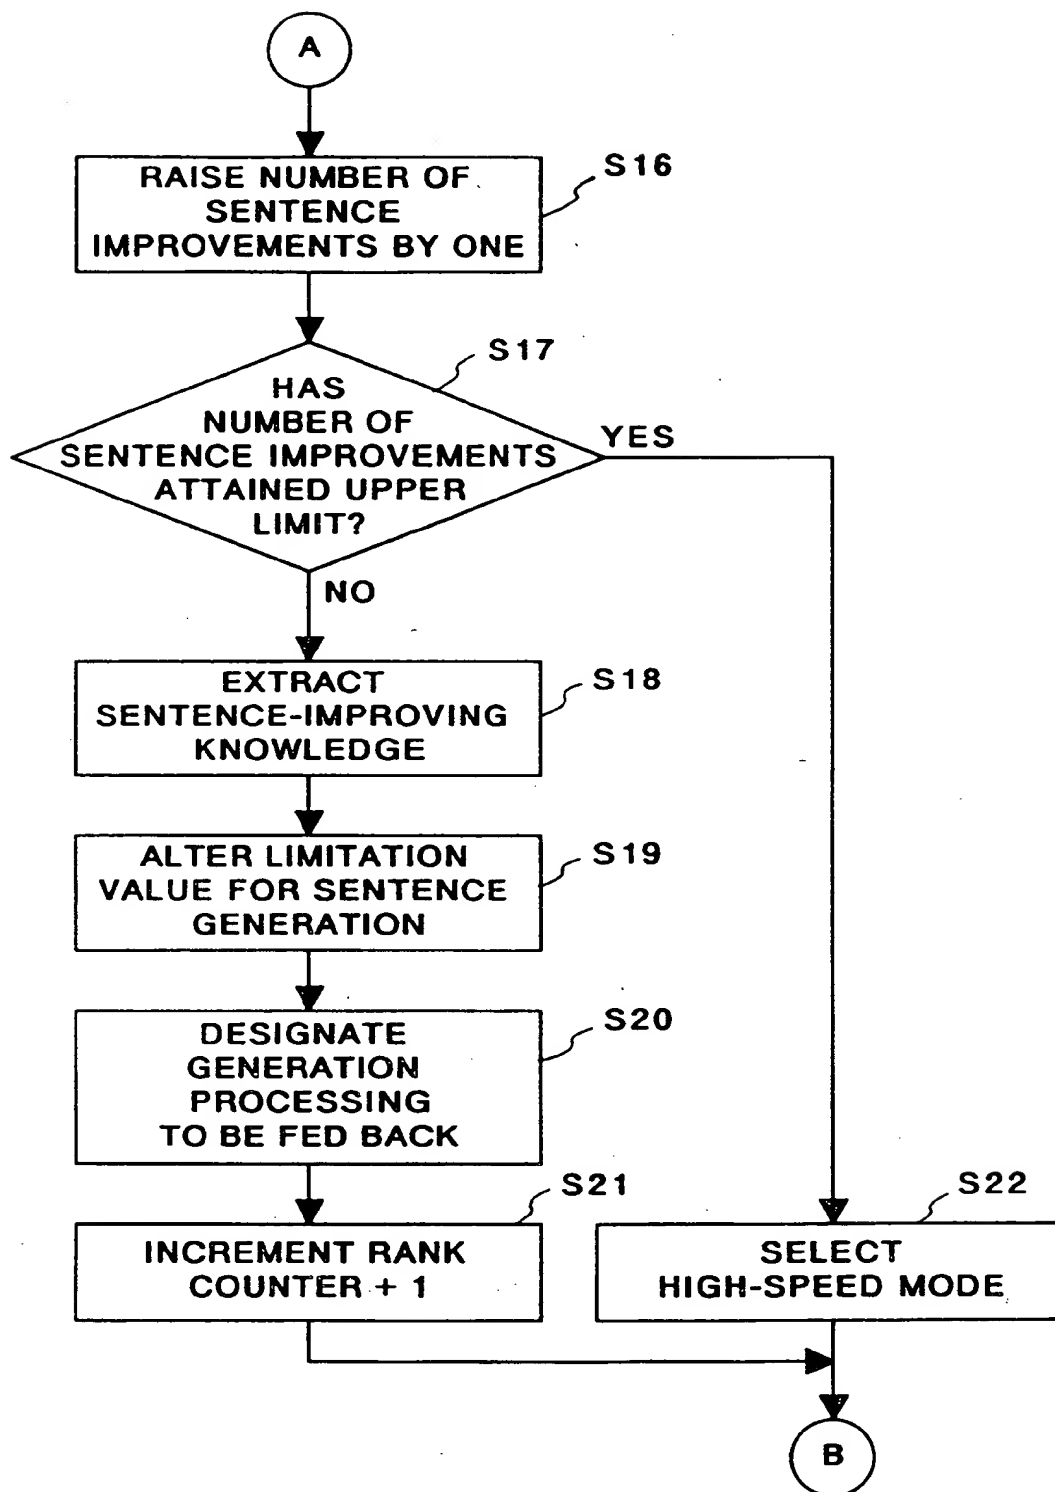 A
RAISE NUMBER OF
SENTENCE
IMPROVEMENTS BY ONE
S16
S17
HAS
NUMBER OF
SENTENCE IMPROVEMENTS
ATTAINED UPPER
LIMIT?
YES
NO
EXTRACT
SENTENCE-IMPROVING
KNOWLEDGE
S18
ALTER LIMITATION
VALUE FOR SENTENCE
GENERATION
S19
DESIGNATE
GENERATION
PROCESSING
TO BE FED BACK
S20
S21
INCREMENT RANK
COUNTER + 1
S22
SELECT
HIGH-SPEED MODE
B